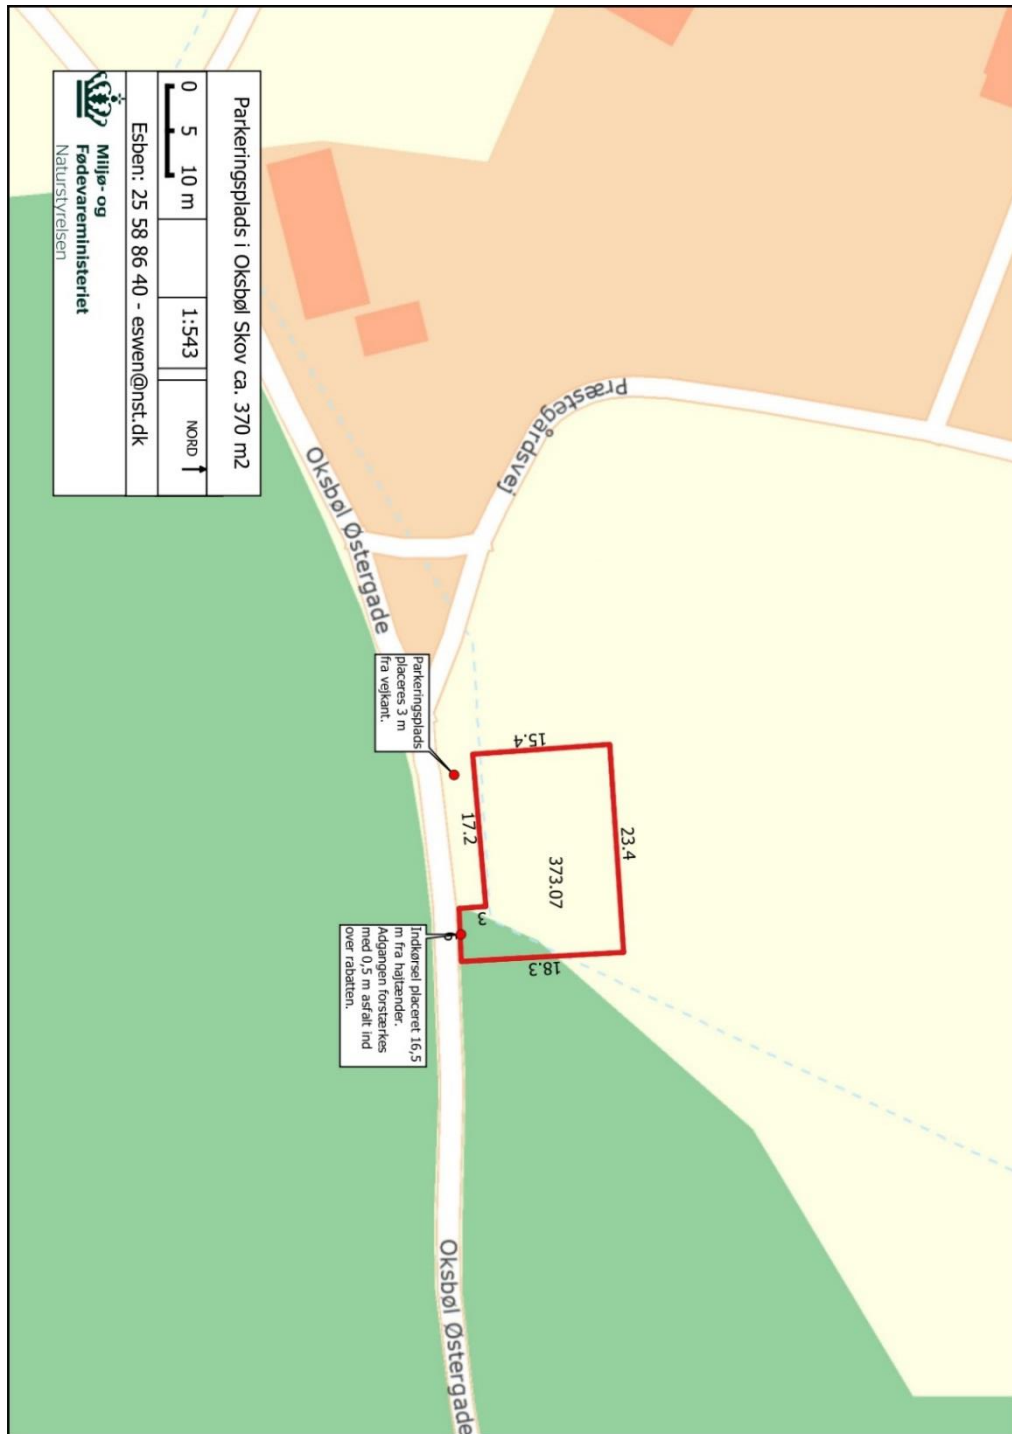 Parkeringsplads i Oksbøl Skov ca. 370 m2
0 5 10 m
1:543
NORD
Esben: 25 58 86 40 - eswen@nst.dk
Miljø- og
Fødevareministeriet
Naturstyrelsen
Præstegårdsvej
Oksbøl Østergade
Parkeringsplads
placeres 3 m
fra vejkant.
15.4
23.4
17.2
373.07
3
6
18.3
Indkørsel placeret 16,5
m fra hajtænder.
Adgangen forstærkes
med 0,5 m asfalt ind
over rabatten.
Oksbøl Østergade